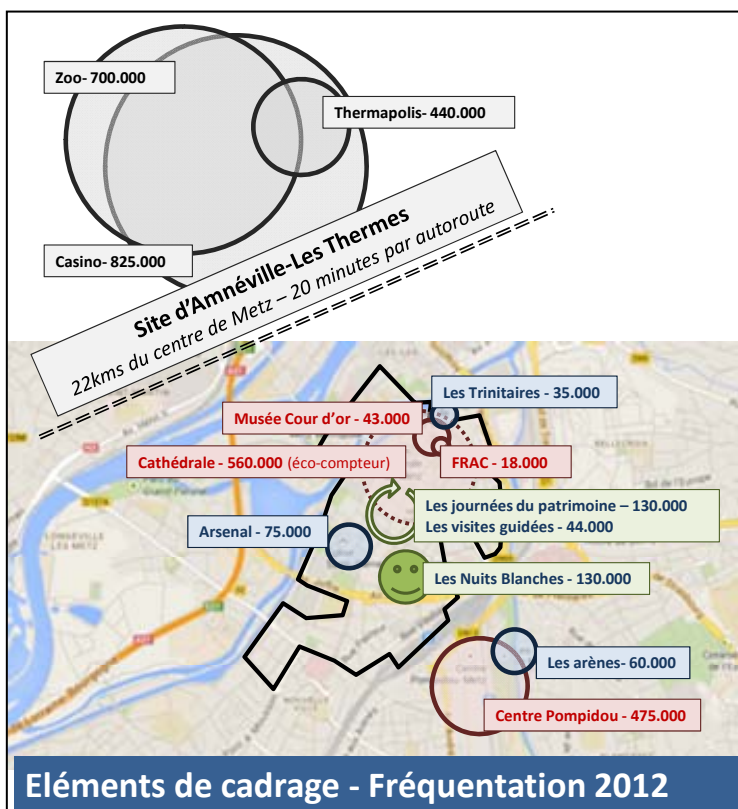 Zoo- 700.000
Thermapolis- 440.000
Casino- 825.000
Site d'Amnéville-Les Thermes
22kms du centre de Metz – 20 minutes par autoroute
Les Trinitaires - 35.000
Musée Cour d'or - 43.000
Cathédrale - 560.000 (éco-compteur)
FRAC - 18.000
Les journées du patrimoine – 130.000
Les visites guidées - 44.000
Arsenal - 75.000
Les Nuits Blanches - 130.000
Les arènes- 60.000
Centre Pompidou - 475.000
Eléments de cadrage - Fréquentation 2012